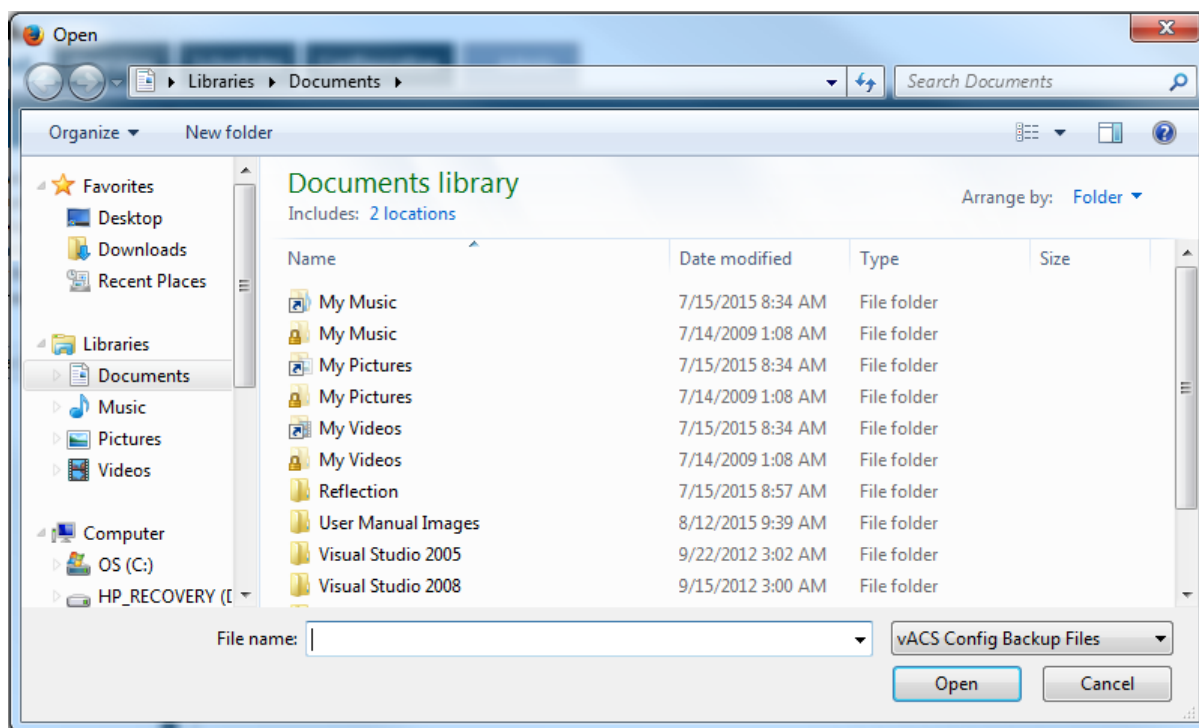 Open
Libraries Documents
Search Documents
Organize New folder
Favorites
Desktop
Downloads
Recent Places
Libraries
Documents
Music
Pictures
Videos
Computer
OS (C:)
HP_RECOVERY (D
Documents library
Includes: 2 locations
Arrange by: Folder
Name Date modified Type Size
My Music 7/15/2015 8:34 AM File folder
My Music 7/14/2009 1:08 AM File folder
My Pictures 7/15/2015 8:34 AM File folder
My Pictures 7/14/2009 1:08 AM File folder
My Videos 7/15/2015 8:34 AM File folder
My Videos 7/14/2009 1:08 AM File folder
Reflection 7/15/2015 8:57 AM File folder
User Manual Images 8/12/2015 9:39 AM File folder
Visual Studio 2005 9/22/2012 3:02 AM File folder
Visual Studio 2008 9/15/2012 3:00 AM File folder
File name:
vACS Config Backup Files
Open Cancel